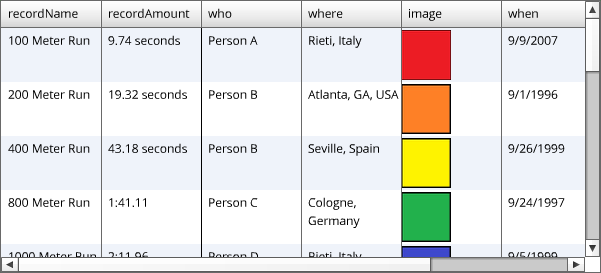 recordName recordAmount who where image when
100 Meter Run 9.74 seconds Person A Rieti, Italy 9/9/2007
200 Meter Run 19.32 seconds Person B Atlanta, GA, USA 9/1/1996
400 Meter Run 43.18 seconds Person B Seville, Spain 9/26/1999
800 Meter Run 1:41.11 Person C Cologne, 9/24/1997
Germany
1000 Meter Run 2:11.96 Person D Rieti, Italy 9/5/1999